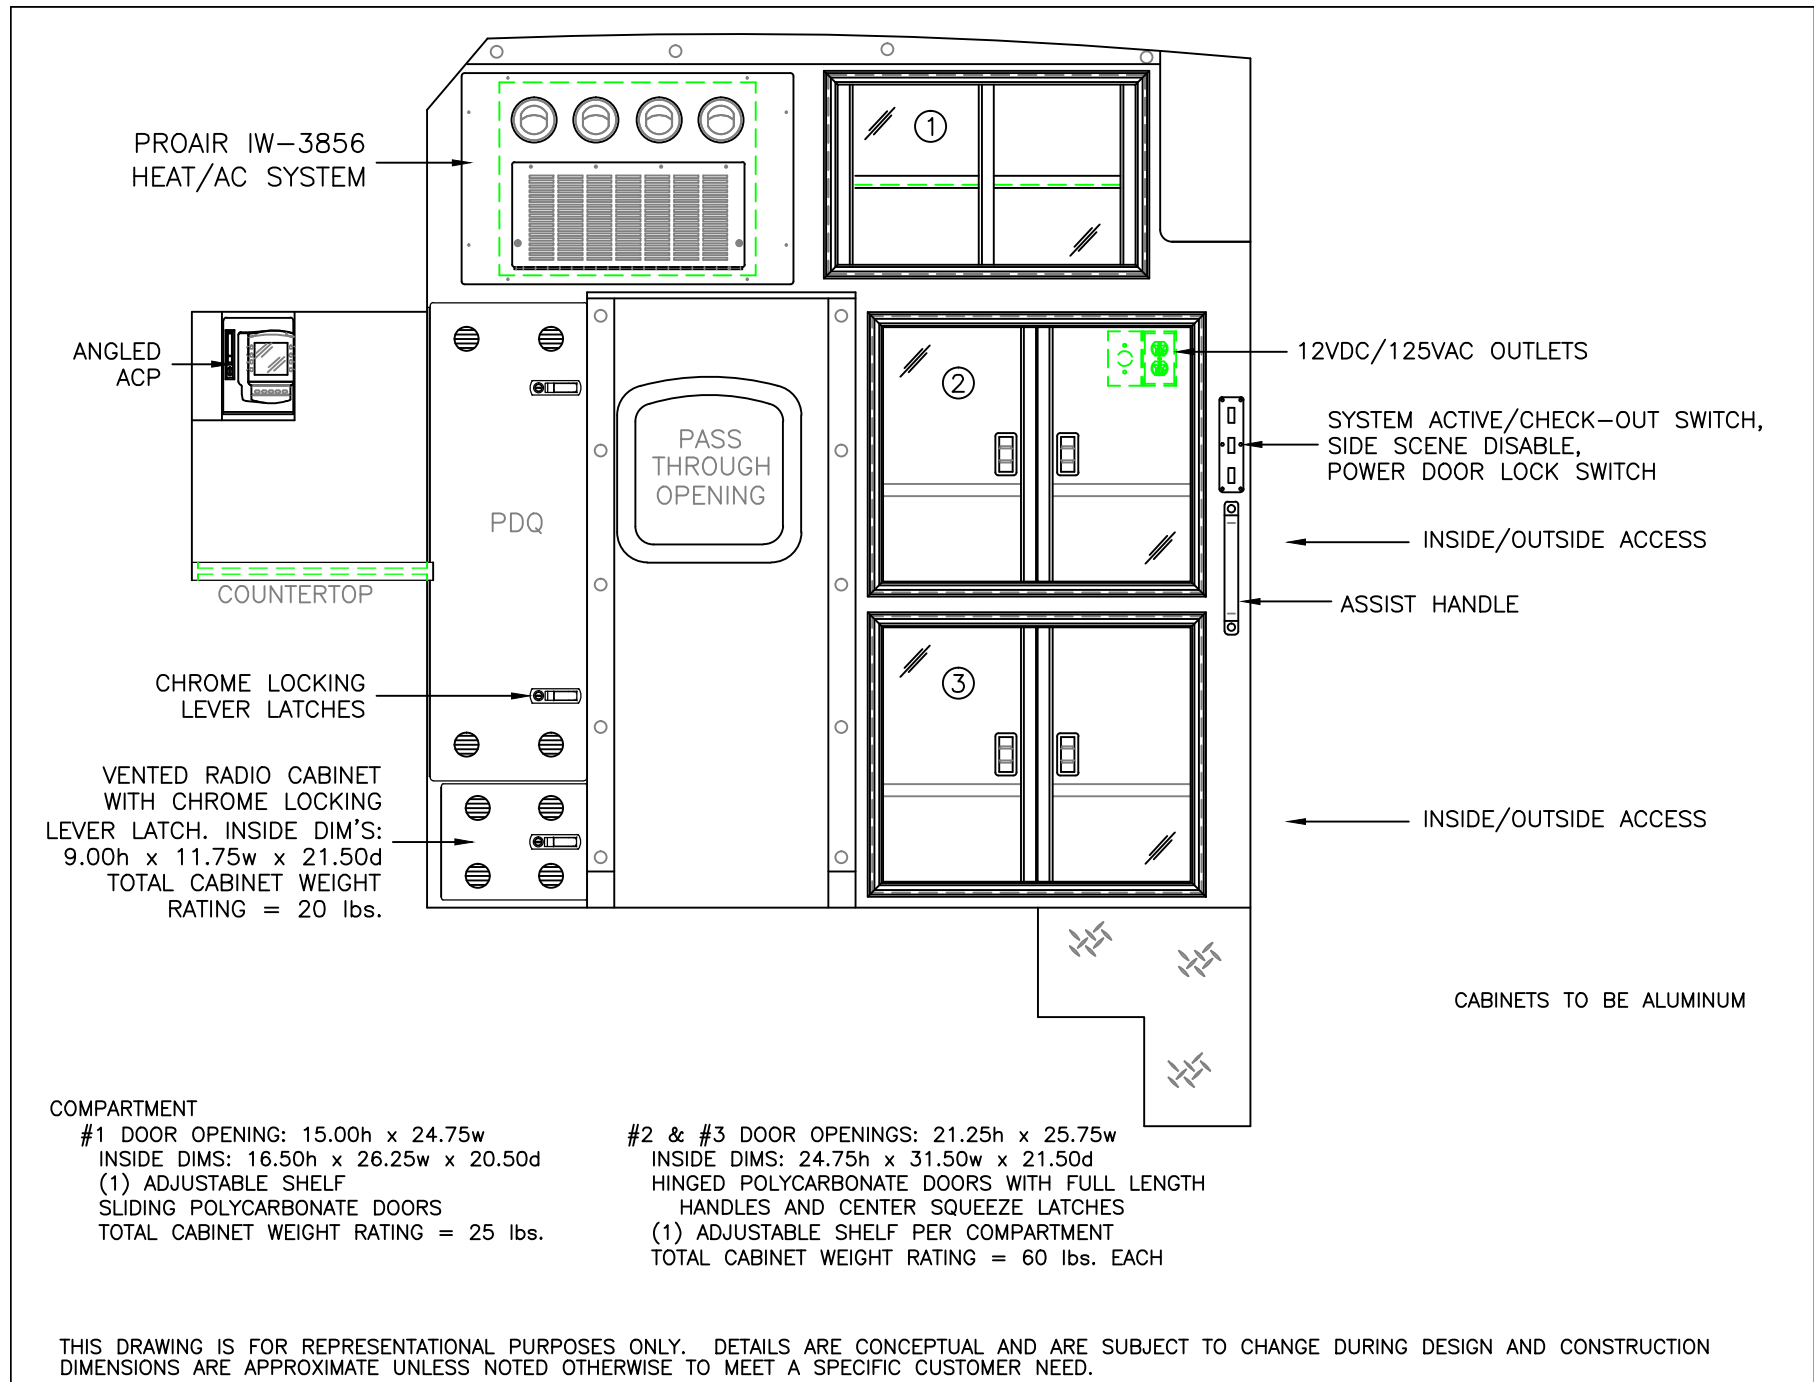 PROAIR IW-3856
HEAT/AC SYSTEM
1
ANGLED
ACP
12VDC/125VAC OUTLETS
2
SYSTEM ACTIVE/CHECK-OUT SWITCH,
SIDE SCENE DISABLE,
POWER DOOR LOCK SWITCH
PASS
THROUGH
OPENING
PDQ
INSIDE/OUTSIDE ACCESS
COUNTERTOP
ASSIST HANDLE
3
CHROME LOCKING
LEVER LATCHES
VENTED RADIO CABINET
WITH CHROME LOCKING
LEVER LATCH. INSIDE DIM'S:
9.00h x 11.75w x 21.50d
TOTAL CABINET WEIGHT
RATING = 20 lbs.
INSIDE/OUTSIDE ACCESS
CABINETS TO BE ALUMINUM
COMPARTMENT
#1 DOOR OPENING: 15.00h x 24.75w
INSIDE DIMS: 16.50h x 26.25w x 20.50d
(1) ADJUSTABLE SHELF
SLIDING POLYCARBONATE DOORS
TOTAL CABINET WEIGHT RATING = 25 lbs.
#2 & #3 DOOR OPENINGS: 21.25h x 25.75w
INSIDE DIMS: 24.75h x 31.50w x 21.50d
HINGED POLYCARBONATE DOORS WITH FULL LENGTH
HANDLES AND CENTER SQUEEZE LATCHES
(1) ADJUSTABLE SHELF PER COMPARTMENT
TOTAL CABINET WEIGHT RATING = 60 lbs. EACH
THIS DRAWING IS FOR REPRESENTATIONAL PURPOSES ONLY. DETAILS ARE CONCEPTUAL AND ARE SUBJECT TO CHANGE DURING DESIGN AND CONSTRUCTION
DIMENSIONS ARE APPROXIMATE UNLESS NOTED OTHERWISE TO MEET A SPECIFIC CUSTOMER NEED.